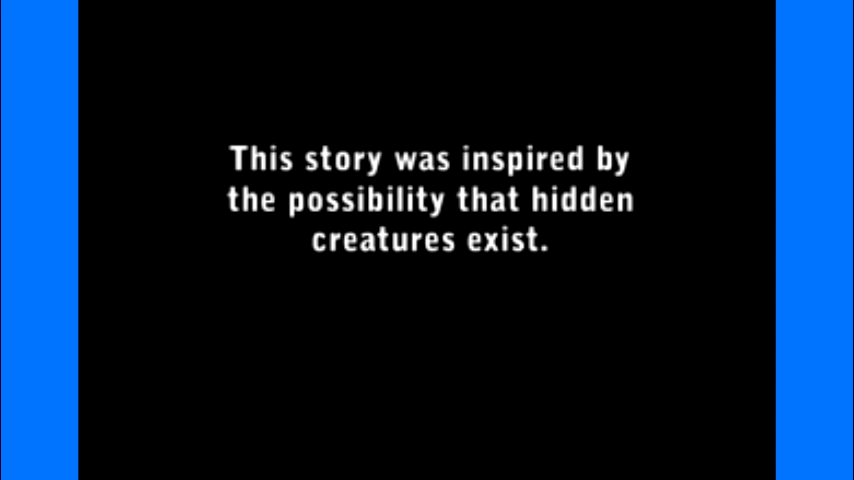 This story was inspired by
the possibility that hidden
creatures exist.